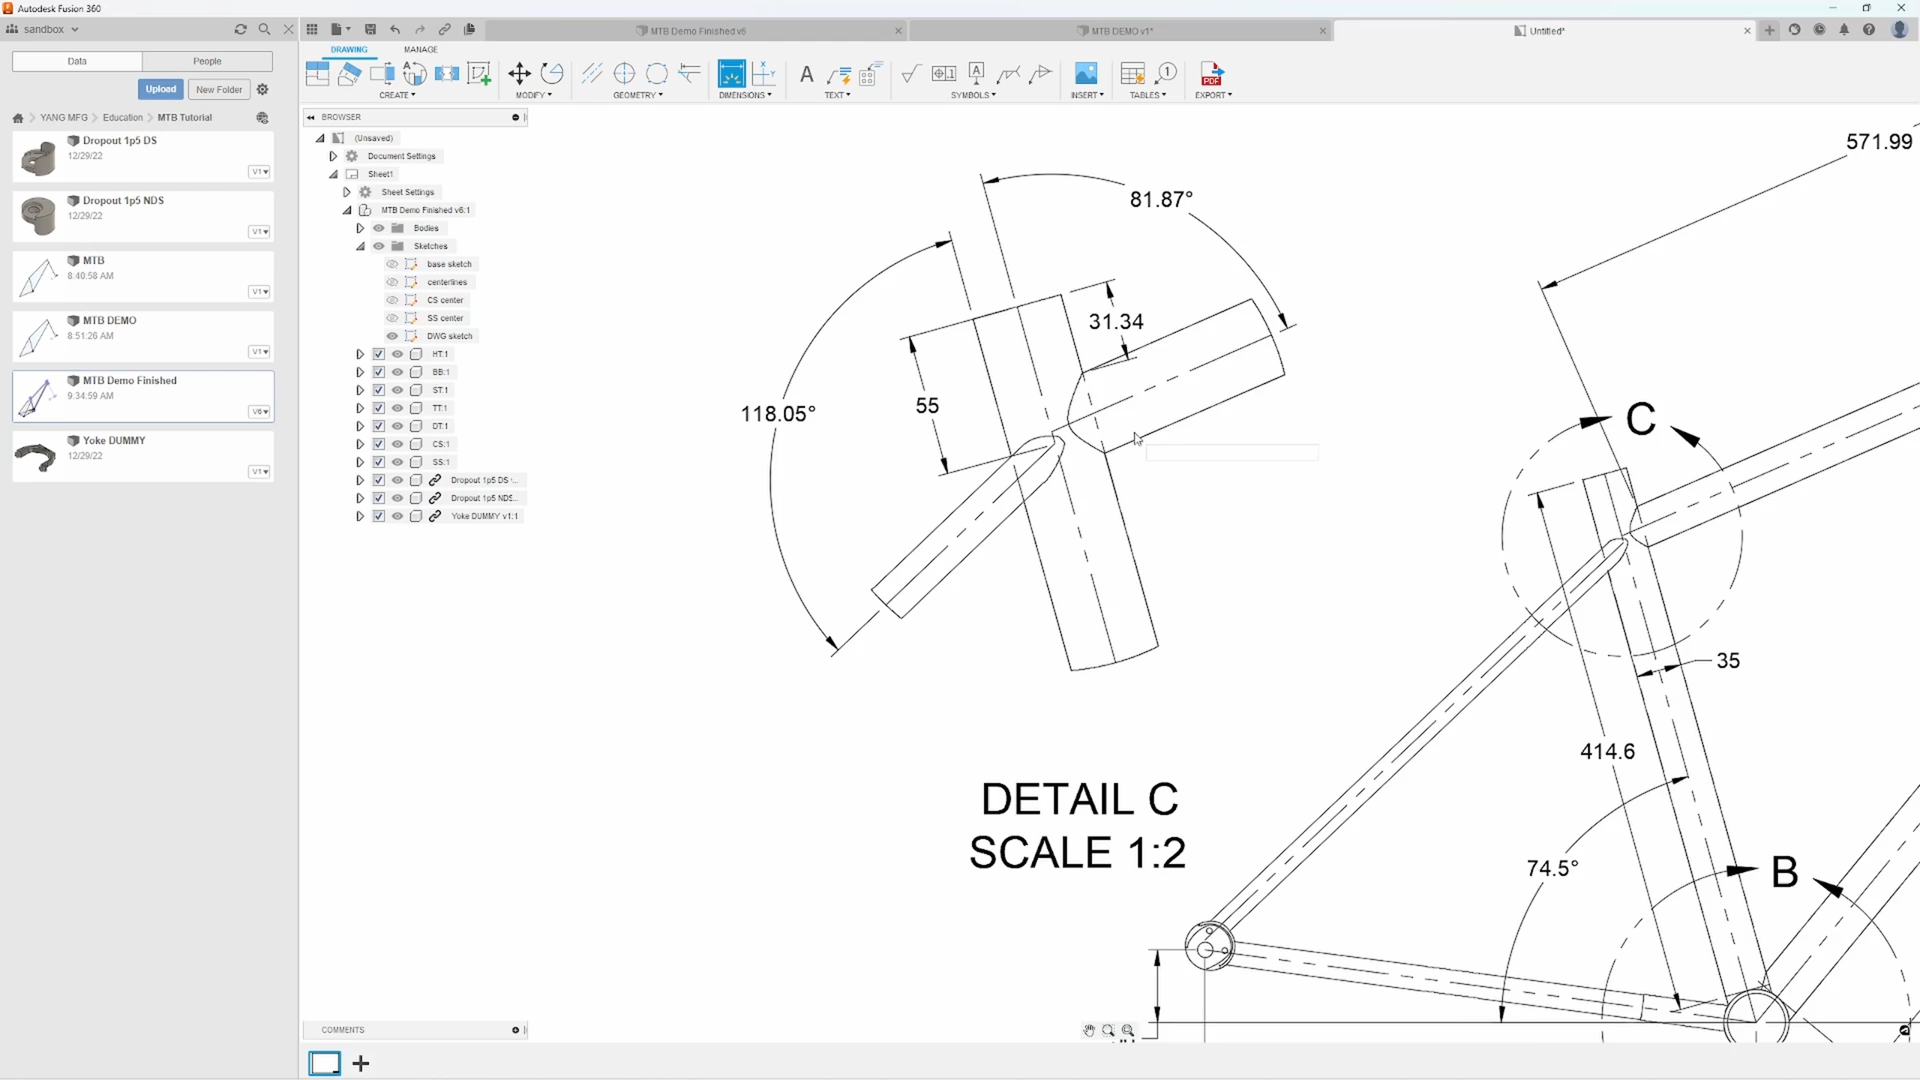 Autodesk Fusion 360
sandbox
MTB Demo Finished v6
MTB DEMO v1*
Untitled*
Data
People
DRAWING
MANAGE
Upload
New Folder
CREATE
MODIFY
GEOMETRY
DIMENSIONS
TEXT
SYMBOLS
INSERT
TABLES
EXPORT
YANG MFG
Education
MTB Tutorial
Dropout 1p5 DS
12/29/22
V1
Dropout 1p5 NDS
12/29/22
V1
MTB
8:40:58 AM
V1
MTB DEMO
8:51:26 AM
V1
MTB Demo Finished
9:34:59 AM
V6
Yoke DUMMY
12/29/22
V1
BROWSER
(Unsaved)
Document Settings
Sheet1
Sheet Settings
MTB Demo Finished v6:1
Bodies
Sketches
base sketch
centerlines
CS center
SS center
DWG sketch
HT:1
BB:1
ST:1
TT:1
DT:1
CS:1
SS:1
Dropout 1p5 DS
Dropout 1p5 NDS...
Yoke DUMMY v1:1
571.99
81.87°
31.34
55
118.05°
C
35
414.6
DETAIL C
SCALE 1:2
74.5°
B
COMMENTS